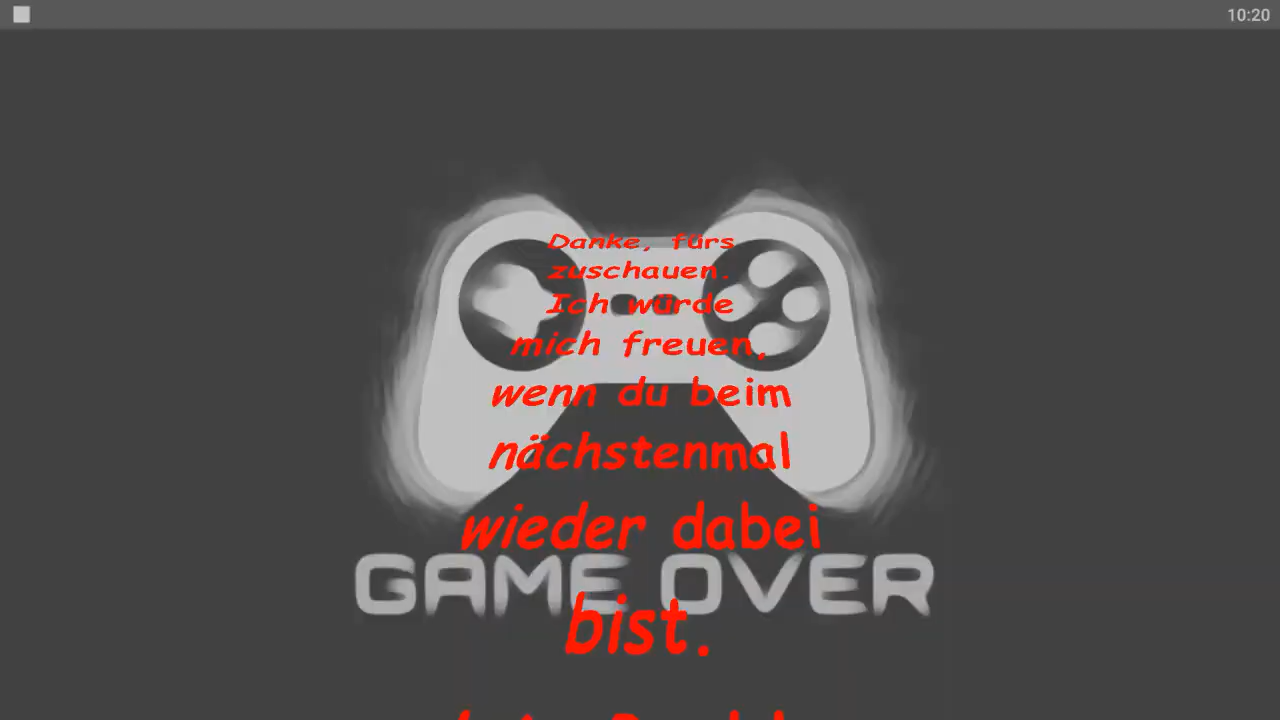 10:20
Danke, fürs
zuschauen.
Ich würde
mich freuen,
wenn du beim
nächstenmal
wieder dabei
GAME OVER
bist.